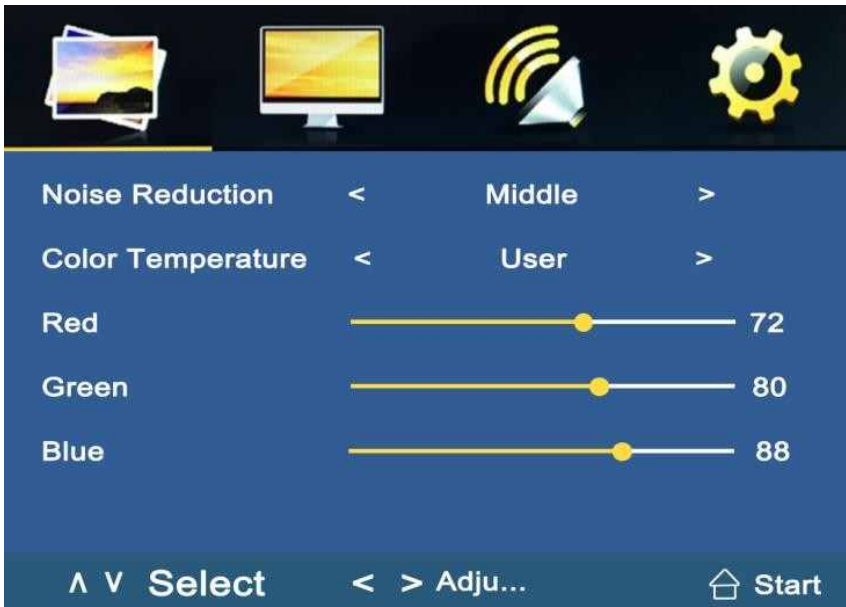 Noise Reduction < Middle >
Color Temperature < User >
Red 72
Green 80
Blue 88
∧ ∨ Select < > Adju... Start